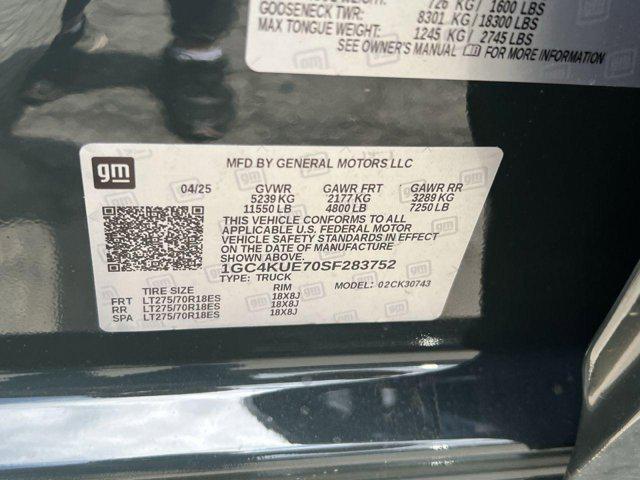 726 KG / 1600 LBS
GOOSENECK TWR: 8301 KG / 18300 LBS
MAX TONGUE WEIGHT: 1245 KG / 2745 LBS
SEE OWNER'S MANUAL FOR MORE INFORMATION
gm
MFD BY GENERAL MOTORS LLC
04/25 GVWR GAWR FRT GAWR RR
5239 KG 2177 KG 3289 KG
11550 LB 4800 LB 7250 LB
THIS VEHICLE CONFORMS TO ALL
APPLICABLE U.S. FEDERAL MOTOR
VEHICLE SAFETY STANDARDS IN EFFECT
ON THE DATE OF MANUFACTURE
SHOWN ABOVE.
1GC4KUE70SF283752
TYPE: TRUCK MODEL: 02CK30743
TIRE SIZE RIM
FRT LT275/70R18ES 18X8J
RR LT275/70R18ES 18X8J
SPA LT275/70R18ES 18X8J